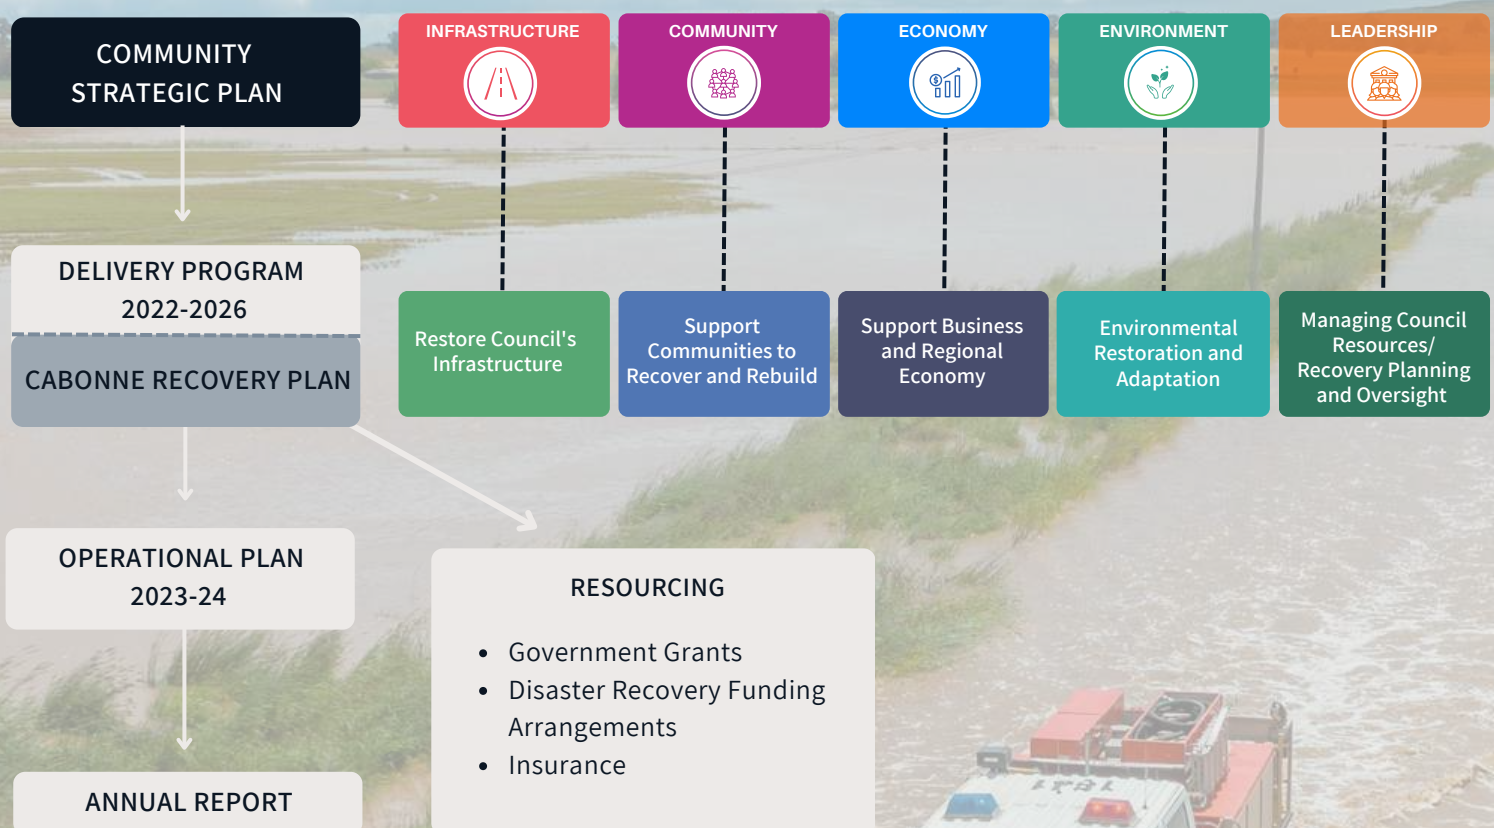 COMMUNITY
STRATEGIC PLAN
INFRASTRUCTURE
COMMUNITY
ECONOMY
$
ENVIRONMENT
LEADERSHIP
DELIVERY PROGRAM
2022-2026
CABONNE RECOVERY PLAN
Restore Council's
Infrastructure
Support
Communities to
Recover and Rebuild
Support Business
and Regional
Economy
Environmental
Restoration and
Adaptation
Managing Council
Resources/
Recovery Planning
and Oversight
OPERATIONAL PLAN
2023-24
RESOURCING
• Government Grants
• Disaster Recovery Funding
Arrangements
• Insurance
ANNUAL REPORT